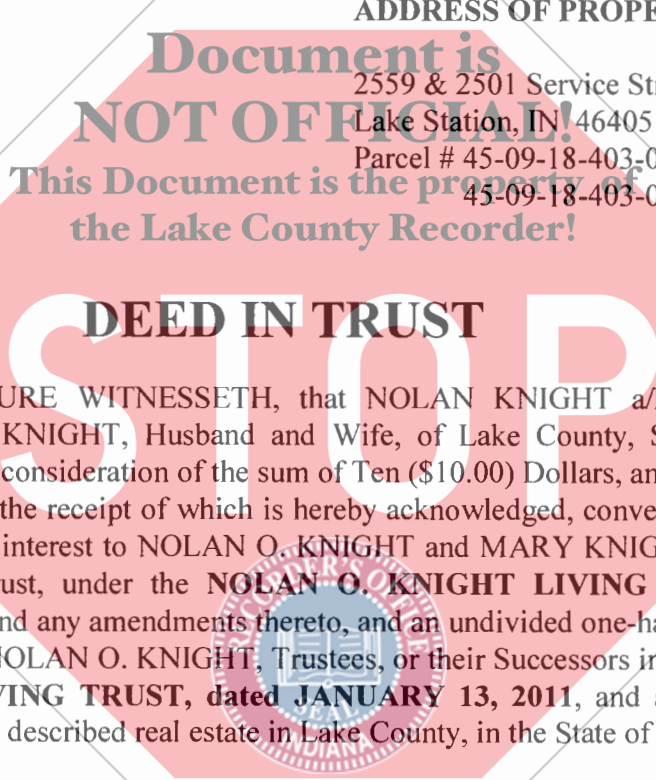 ADDRESS OF PROPE
Document is
2559 & 2501 Service Str
NOT OFFICIAL!
Lake Station, IN 46405
Parcel # 45-09-18-403-0
This Document is the property of
45-09-18-403-0
the Lake County Recorder!
STOP
DEED IN TRUST
URE WITNESSETH, that NOLAN KNIGHT a/
KNIGHT, Husband and Wife, of Lake County, S
consideration of the sum of Ten ($10.00) Dollars, an
the receipt of which is hereby acknowledged, conve
interest to NOLAN O. KNIGHT and MARY KNIG
rust, under the NOLAN O. KNIGHT LIVING
nd any amendments thereto, and an undivided one-ha
NOLAN O. KNIGHT, Trustees, or their Successors in
VING TRUST, dated JANUARY 13, 2011, and
described real estate in Lake County, in the State of
RECORDER'S OFFICE
SEAL
INDIANA